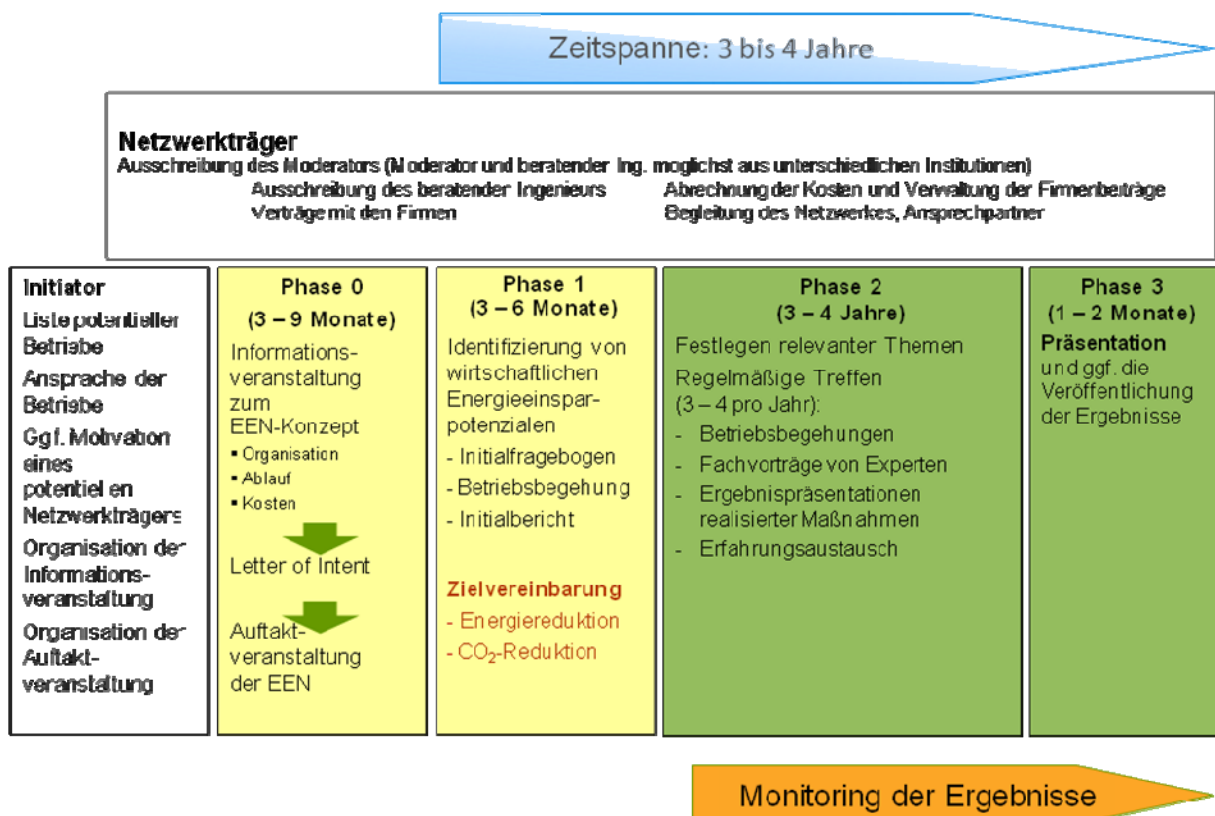 Zeitspanne: 3 bis 4 Jahre
Netzwerkträger
Ausschreibung des Moderators (Moderator und beratender Ing. moglichst aus unterschiedlichen Institutionen)
Ausschreibung des beratender Ingenieurs
Verträge mit den Firmen
Abrechnung der Kosten und Verwaltung der Firmenbeiträge
Begleitung des Netzwerkes, Ansprechpartner
Initiator
Liste potentieller
Betriebe
Ansprache der
Betriebe
Ggf. Motivation
eines
potentiellen
Netzwerkträgers
Organisation der
Informations-
veranstaltung
Organisation der
Auftakt-
veranstaltung
Phase 0
(3 – 9 Monate)
Informations-
veranstaltung
zum
EEN-Konzept
▪ Organisation
▪ Ablauf
▪ Kosten
Letter of Intent
Auftakt-
veranstaltung
der EEN
Phase 1
(3 – 6 Monate)
Identifizierung von
wirtschaftlichen
Energieeinspar-
potenzialen
- Initialfragebogen
- Betriebsbegehung
- Initialbericht
Zielvereinbarung
- Energiereduktion
- CO₂-Reduktion
Phase 2
(3 – 4 Jahre)
Festlegen relevanter Themen
Regelmäßige Treffen
(3 – 4 pro Jahr):
- Betriebsbegehungen
- Fachvorträge von Experten
- Ergebnispräsentationen
realisierter Maßnahmen
- Erfahrungsaustausch
Phase 3
(1 – 2 Monate)
Präsentation
und ggf. die
Veröffentlichung
der Ergebnisse
Monitoring der Ergebnisse